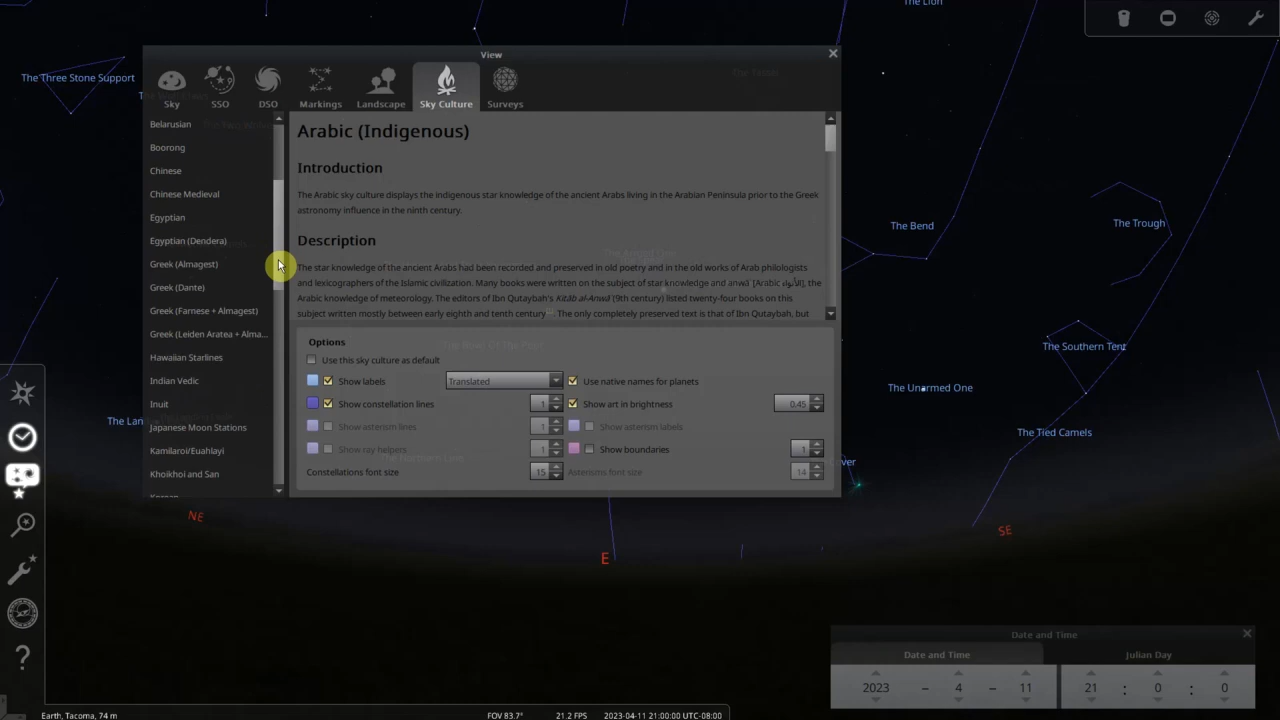 The Lion
View
The Three Stone Support
Sky
SSO
DSO
Markings
Landscape
Sky Culture
Surveys
Belarusian
Boorong
Chinese
Chinese Medieval
Egyptian
Egyptian (Dendera)
Greek (Almagest)
Greek (Dante)
Greek (Farnese + Almagest)
Greek (Leiden Aratea + Alma...
Hawaiian Starlines
Indian Vedic
Inuit
Japanese Moon Stations
Kamilaroi/Euahlayi
Khoikhoi and San
Korean
Arabic (Indigenous)
Introduction
The Arabic sky culture displays the indigenous star knowledge of the ancient Arabs living in the Arabian Peninsula prior to the Greek
astronomy influence in the ninth century.
Description
The star knowledge of the ancient Arabs had been recorded and preserved in old poetry and in the old works of Arab philologists
and lexicographers of the Islamic civilization. Many books were written on the subject of star knowledge and anwāʾ [Arabic الأنواء], the
Arabic knowledge of meteorology. The editors of Ibn Qutaybah's Kitāb al-Anwāʾ (9th century) listed twenty-four books on this
subject written mostly between early eighth and tenth century. The only completely preserved text is that of Ibn Qutaybah, but
Options
Use this sky culture as default
Show labels
Translated
Use native names for planets
Show constellation lines
1
Show art in brightness
0.45
Show asterism lines
1
Show asterism labels
Show ray helpers
1
Show boundaries
1
Constellations font size
15
Asterisms font size
14
The Bend
The Trough
The Southern Tent
The Unarmed One
The Tied Camels
Cover
NE
E
SE
Date and Time
Date and Time
Julian Day
2023 – 4 – 11
21 : 0 : 0
Earth, Tacoma, 74 m
FOV 83.7°
21.2 FPS
2023-04-11 21:00:00 UTC-08:00